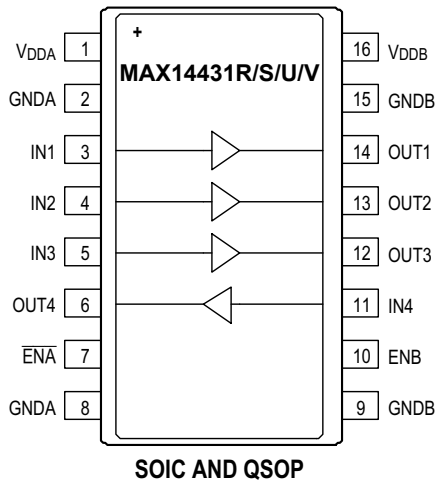 +
MAX14431R/S/U/V
VDDA 1 16 VDDB
GNDA 2 15 GNDB
IN1 3 14 OUT1
IN2 4 13 OUT2
IN3 5 12 OUT3
OUT4 6 11 IN4
E̅N̅A̅ 7 10 ENB
GNDA 8 9 GNDB
SOIC AND QSOP